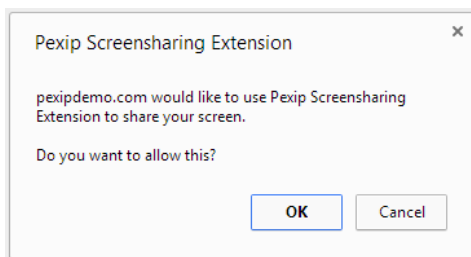 Pexip Screensharing Extension
pexipdemo.com would like to use Pexip Screensharing
Extension to share your screen.
Do you want to allow this?
OK
Cancel